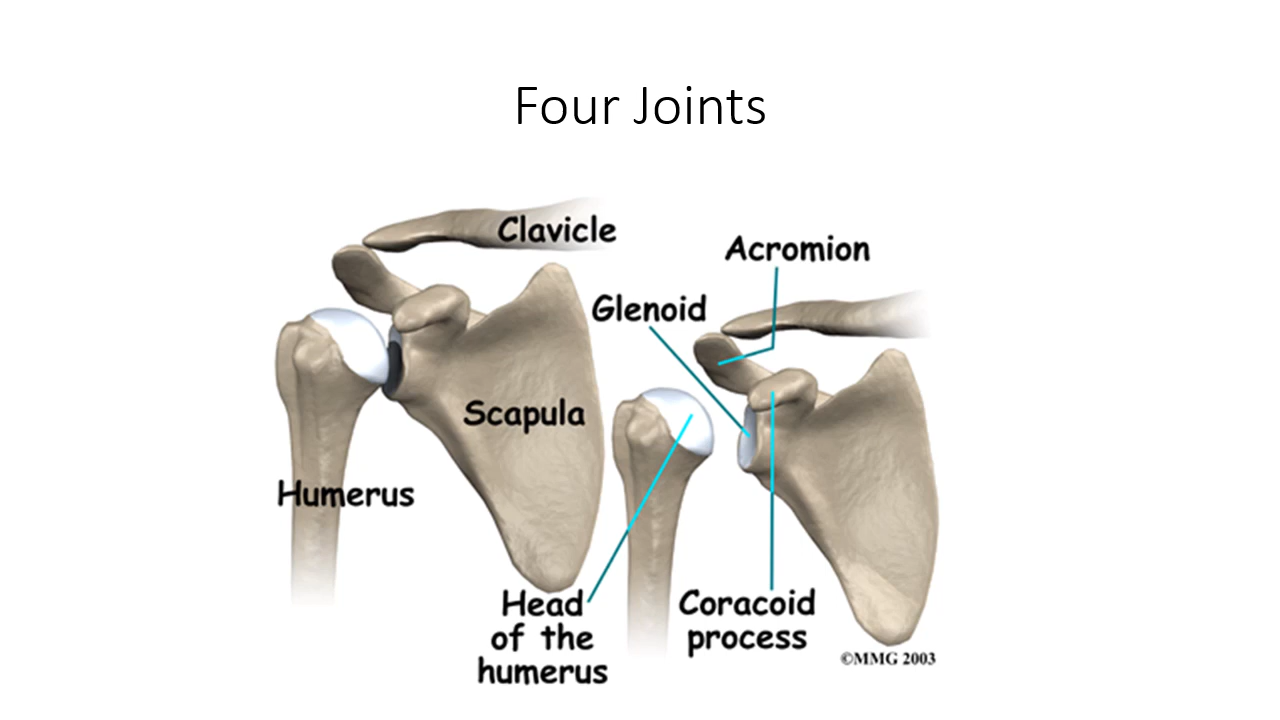 Four Joints
Clavicle
Acromion
Glenoid
Scapula
Humerus
Head
of the
humerus
Coracoid
process
©MMG 2003